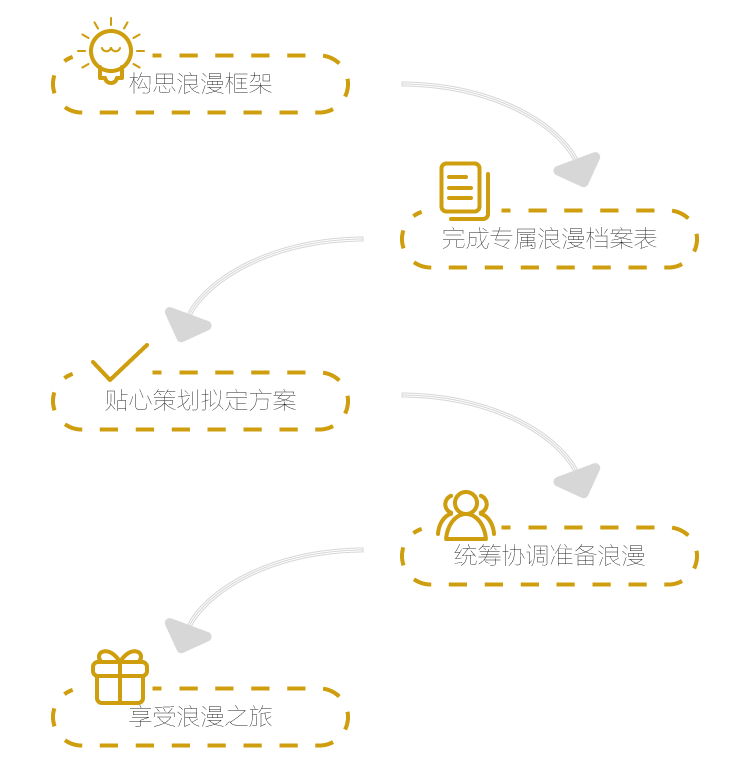 构思浪漫框架
完成专属浪漫档案表
贴心策划拟定方案
统筹协调准备浪漫
享受浪漫之旅